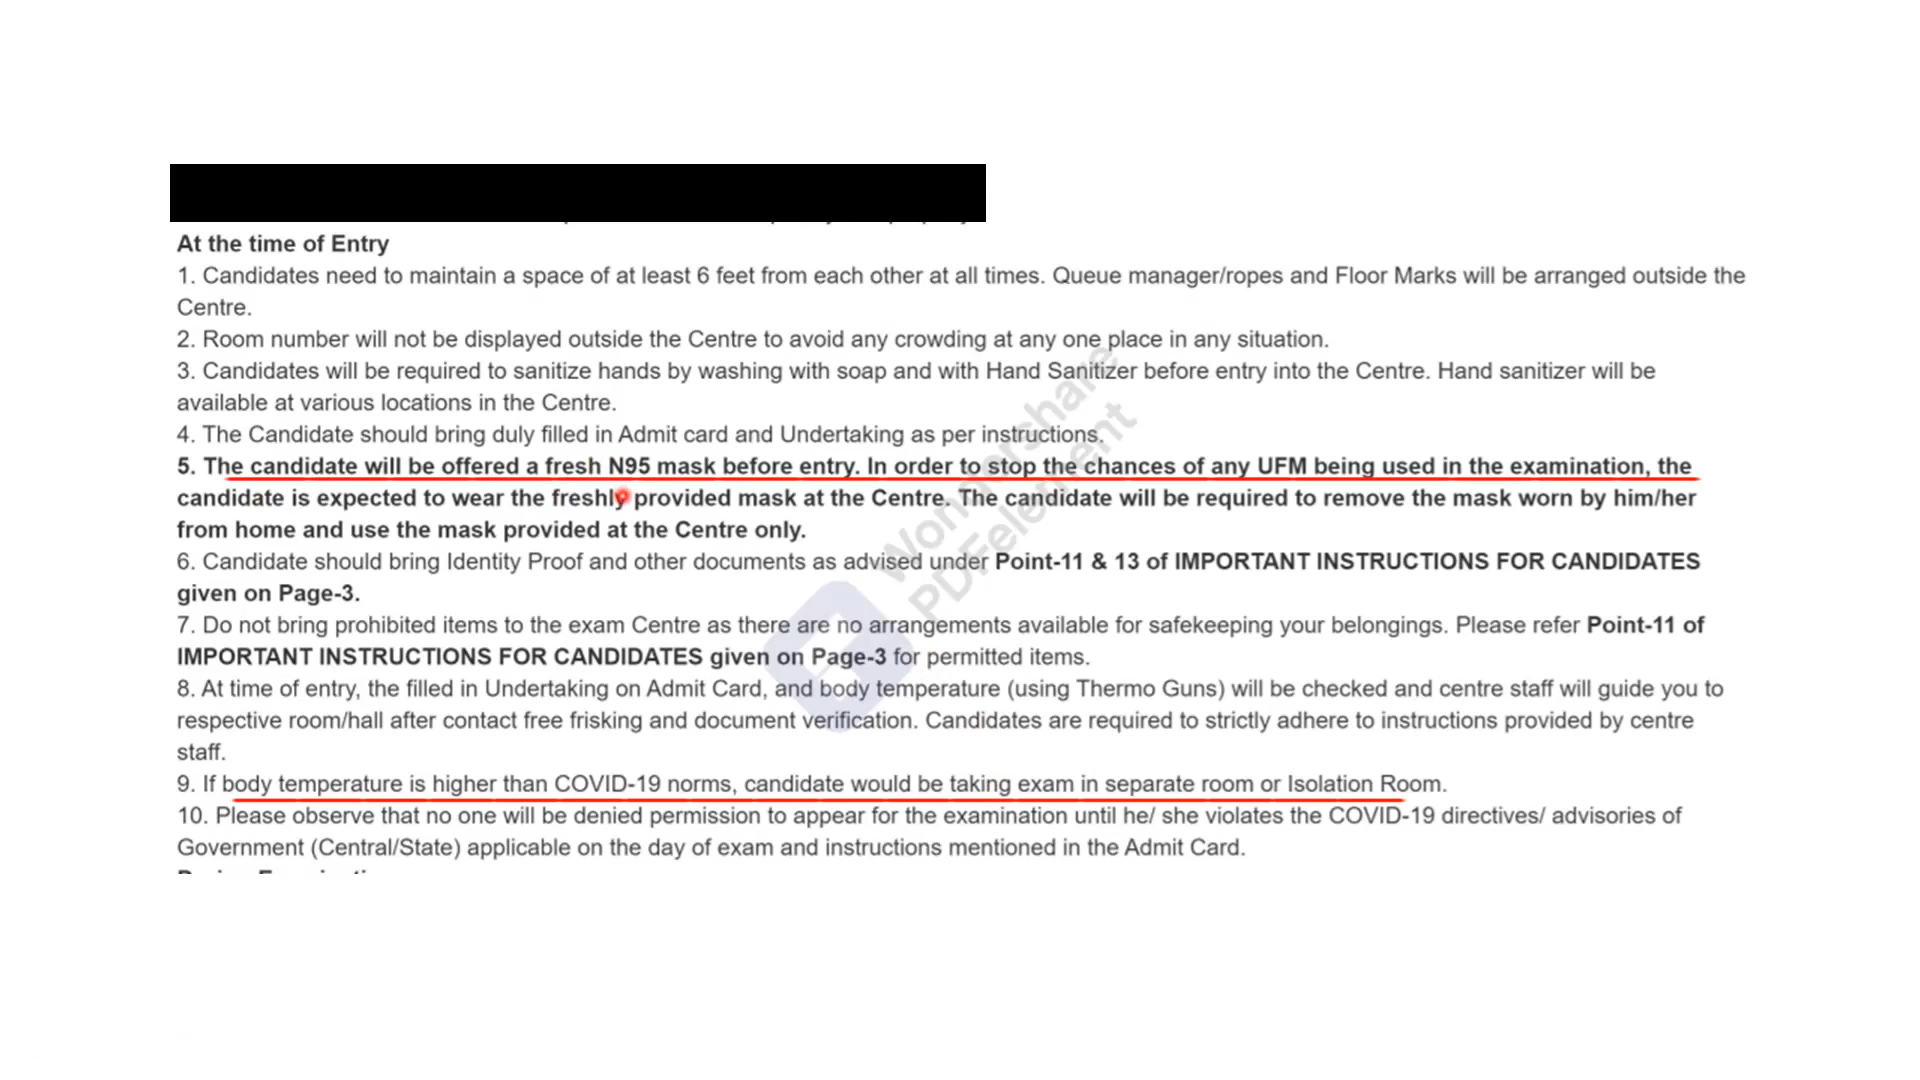 At the time of Entry
1. Candidates need to maintain a space of at least 6 feet from each other at all times. Queue manager/ropes and Floor Marks will be arranged outside the
Centre.
2. Room number will not be displayed outside the Centre to avoid any crowding at any one place in any situation.
3. Candidates will be required to sanitize hands by washing with soap and with Hand Sanitizer before entry into the Centre. Hand sanitizer will be
available at various locations in the Centre.
4. The Candidate should bring duly filled in Admit card and Undertaking as per instructions.
5. The candidate will be offered a fresh N95 mask before entry. In order to stop the chances of any UFM being used in the examination, the
candidate is expected to wear the freshly provided mask at the Centre. The candidate will be required to remove the mask worn by him/her
from home and use the mask provided at the Centre only.
6. Candidate should bring Identity Proof and other documents as advised under Point-11 & 13 of IMPORTANT INSTRUCTIONS FOR CANDIDATES
given on Page-3.
7. Do not bring prohibited items to the exam Centre as there are no arrangements available for safekeeping your belongings. Please refer Point-11 of
IMPORTANT INSTRUCTIONS FOR CANDIDATES given on Page-3 for permitted items.
8. At time of entry, the filled in Undertaking on Admit Card, and body temperature (using Thermo Guns) will be checked and centre staff will guide you to
respective room/hall after contact free frisking and document verification. Candidates are required to strictly adhere to instructions provided by centre
staff.
9. If body temperature is higher than COVID-19 norms, candidate would be taking exam in separate room or Isolation Room.
10. Please observe that no one will be denied permission to appear for the examination until he/ she violates the COVID-19 directives/ advisories of
Government (Central/State) applicable on the day of exam and instructions mentioned in the Admit Card.
Wondershare
PDFelement